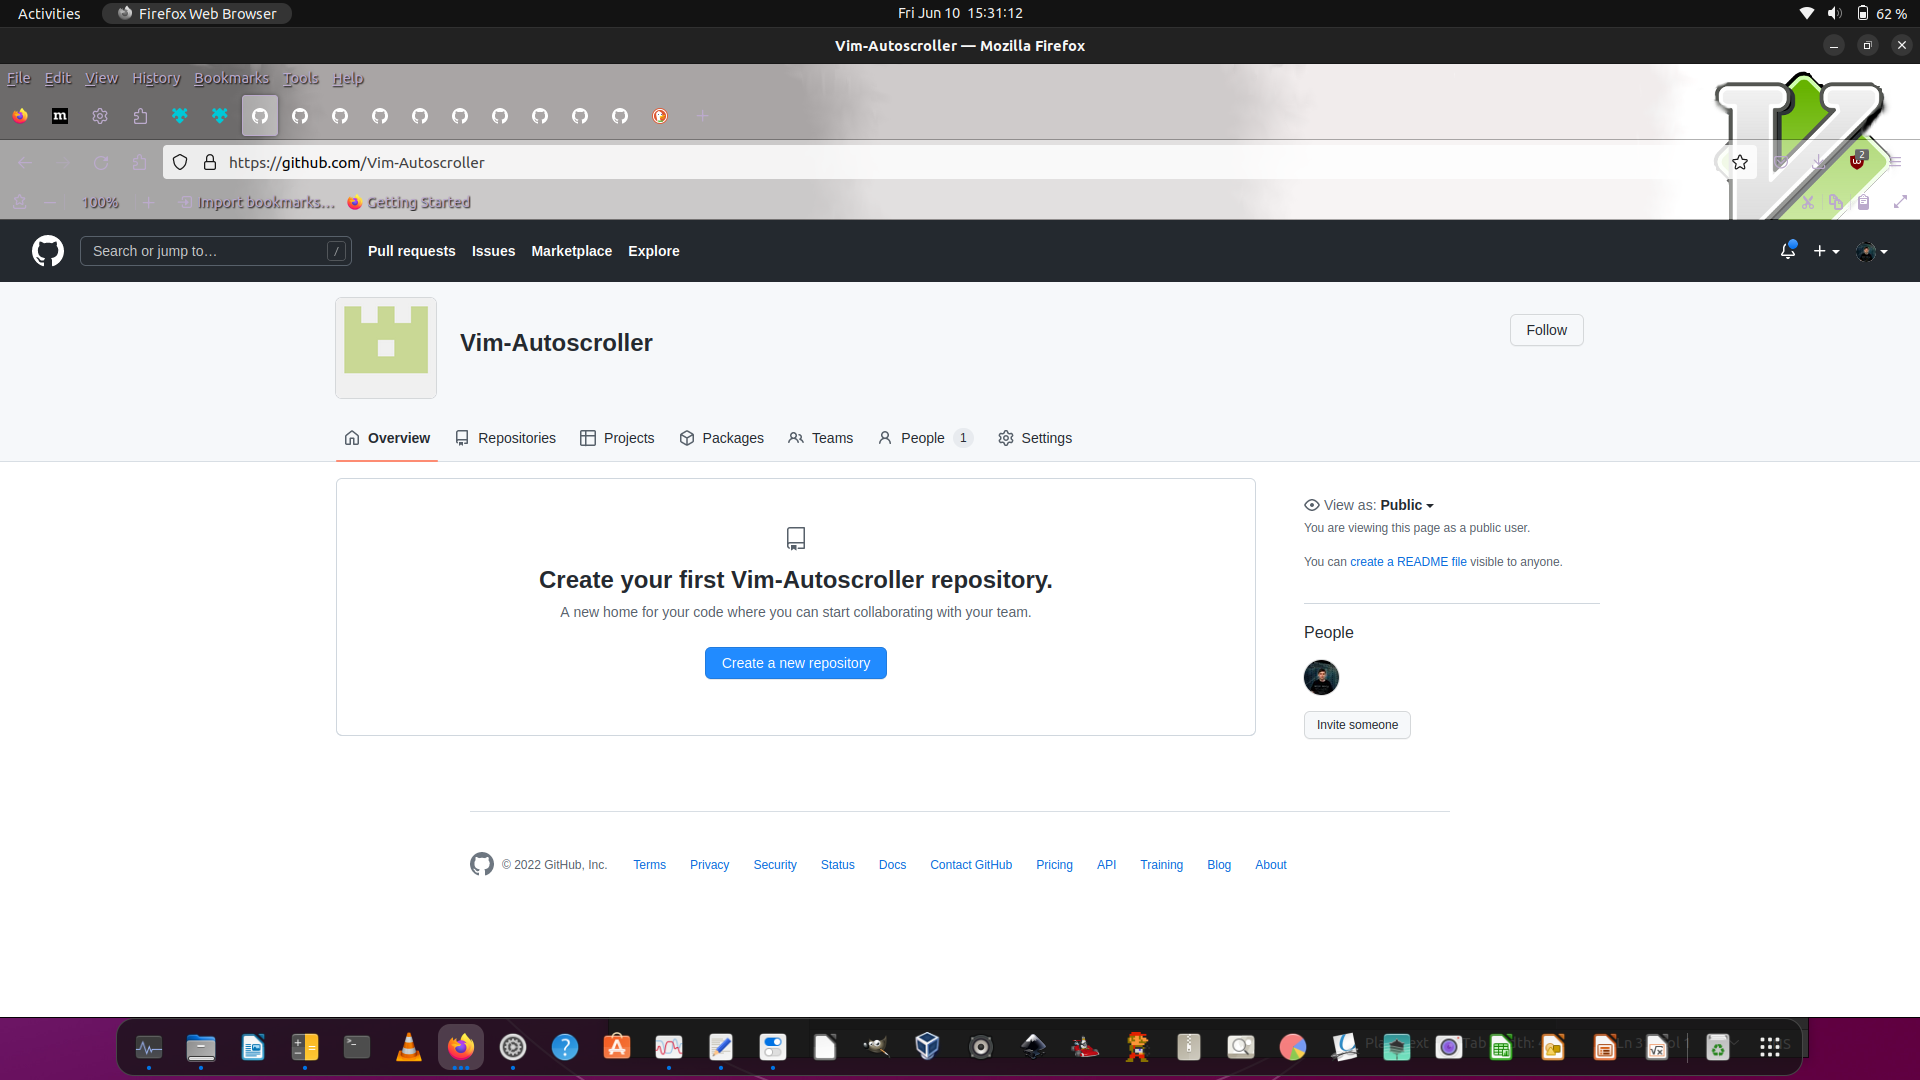 Activities
Firefox Web Browser
Fri Jun 10 15:31:12
62 %
Vim-Autoscroller — Mozilla Firefox
File Edit View History Bookmarks Tools Help
m
https://github.com/Vim-Autoscroller
2
100%
Import bookmarks...
Getting Started
Search or jump to...
/
Pull requests
Issues
Marketplace
Explore
Vim-Autoscroller
Follow
Overview
Repositories
Projects
Packages
Teams
People 1
Settings
Create your first Vim-Autoscroller repository.
A new home for your code where you can start collaborating with your team.
Create a new repository
View as: Public
You are viewing this page as a public user.
You can create a README file visible to anyone.
People
Invite someone
© 2022 GitHub, Inc.
Terms
Privacy
Security
Status
Docs
Contact GitHub
Pricing
API
Training
Blog
About